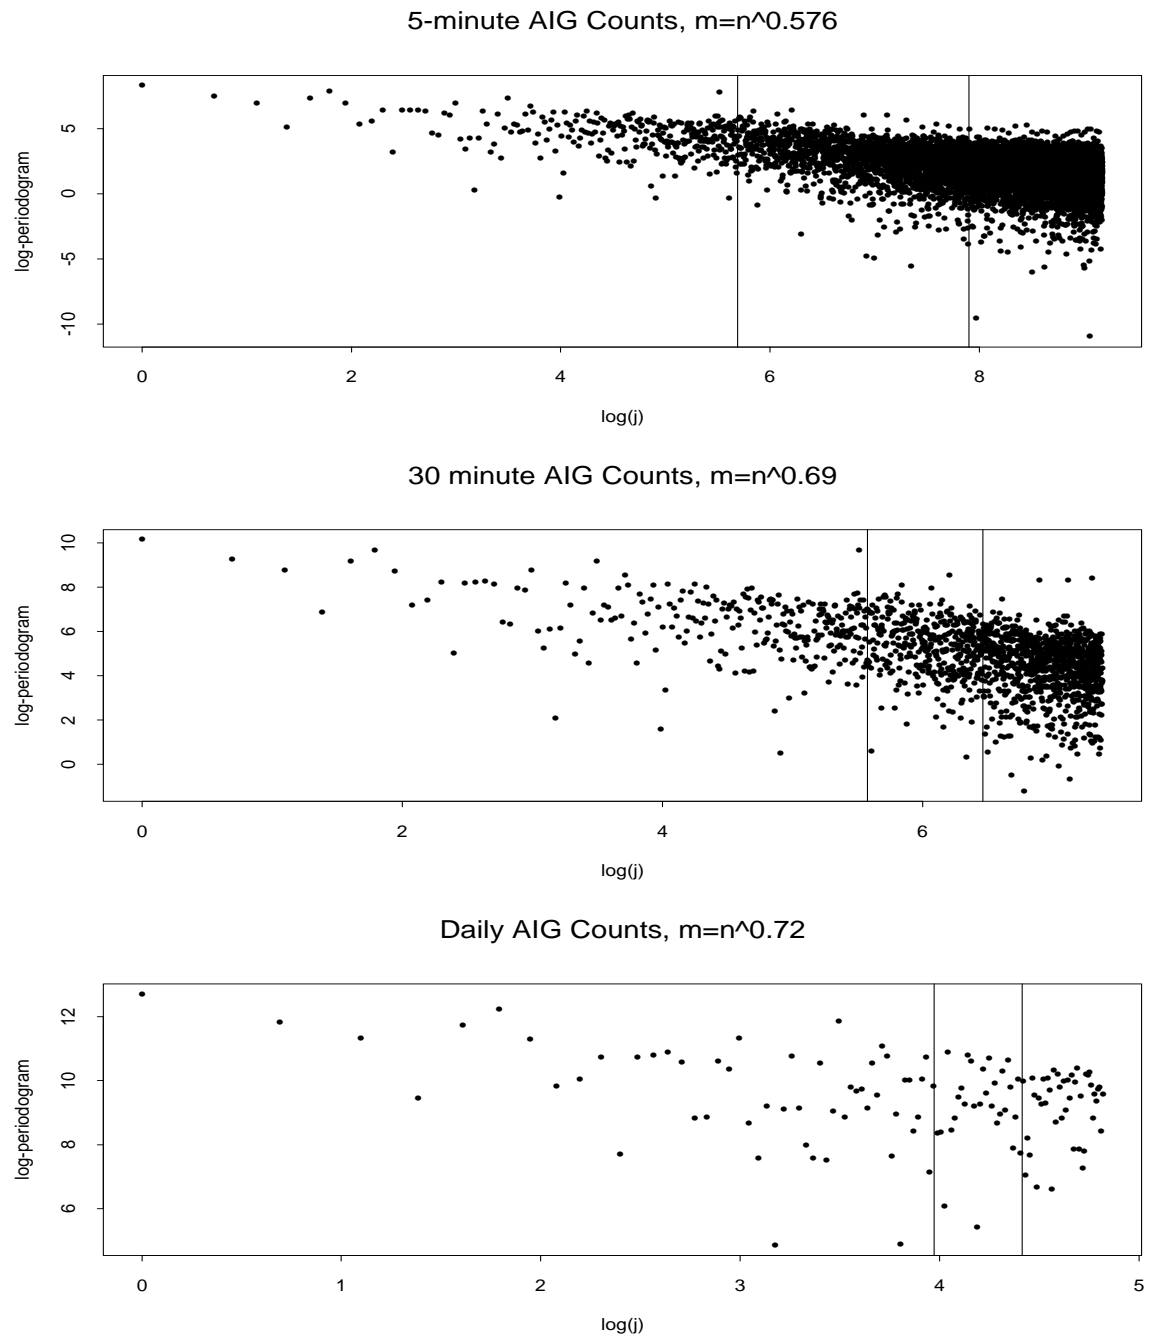 5-minute AIG Counts, m=n^0.576
log-periodogram
5
0
-5
-10
0 2 4 6 8
log(j)
30 minute AIG Counts, m=n^0.69
log-periodogram
10
8
6
4
2
0
0 2 4 6
log(j)
Daily AIG Counts, m=n^0.72
log-periodogram
12
10
8
6
0 1 2 3 4 5
log(j)